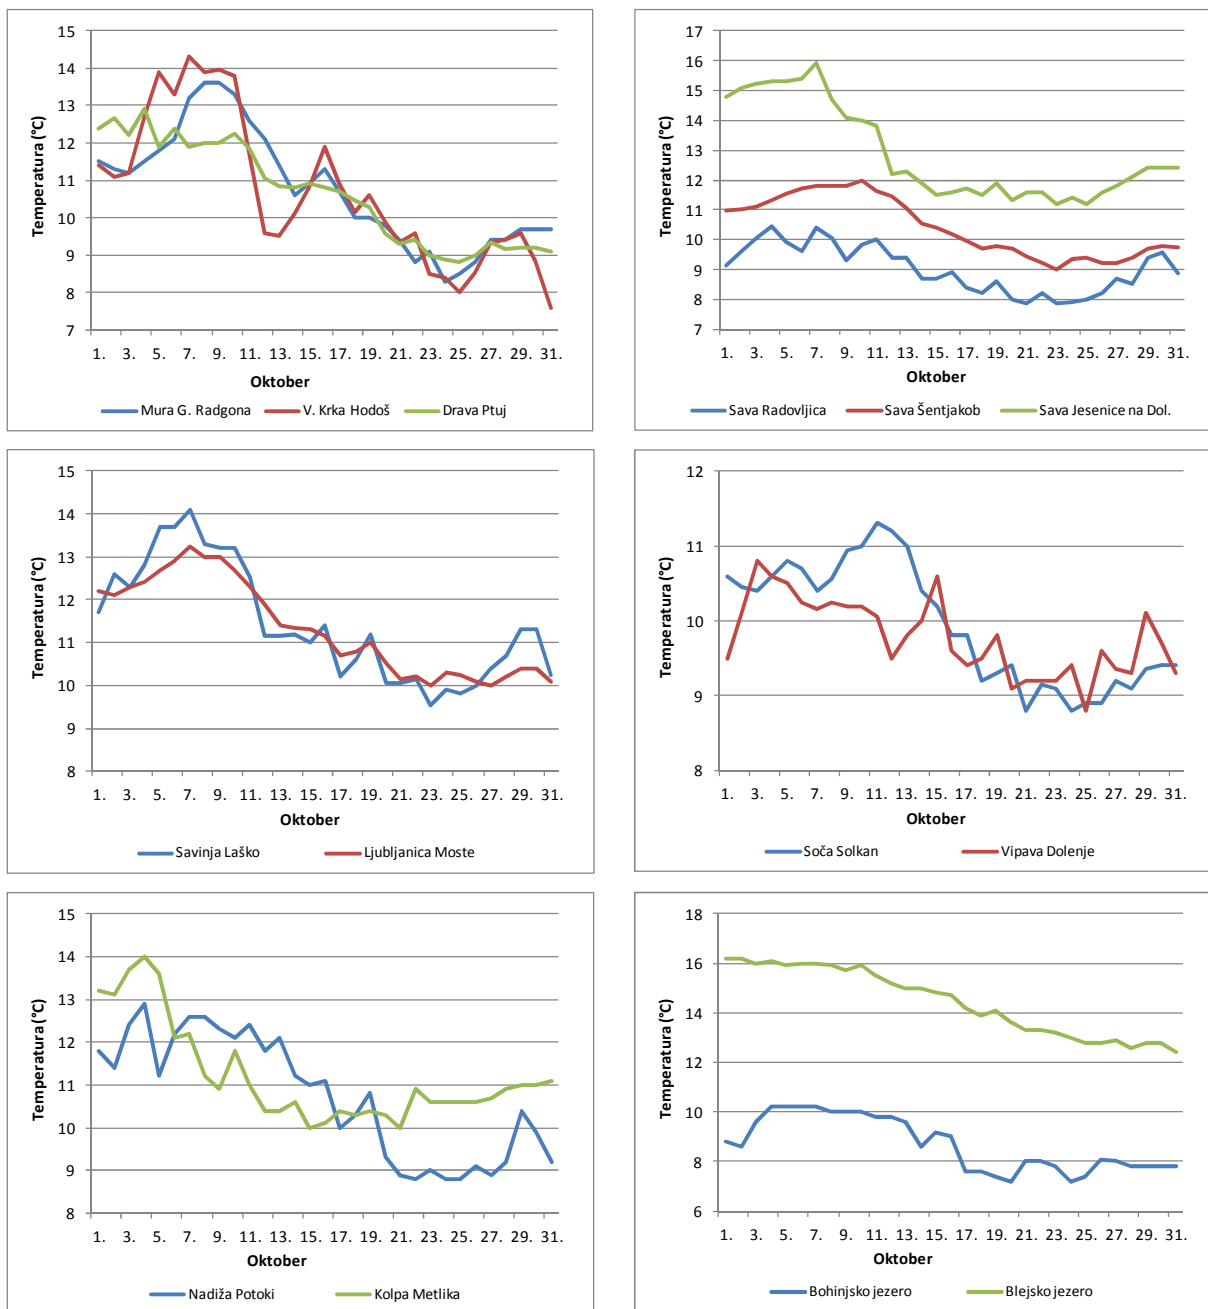 15
14
13
12
11
10
9
8
7
Temperatura (°C)
1. 3. 5. 7. 9. 11. 13. 15. 17. 19. 21. 23. 25. 27. 29. 31.
Oktober
Mura G. Radgona V. Krka Hodoš Drava Ptuj
17
16
15
14
13
12
11
10
9
8
7
Temperatura (°C)
1. 3. 5. 7. 9. 11. 13. 15. 17. 19. 21. 23. 25. 27. 29. 31.
Oktober
Sava Radovljica Sava Šentjakob Sava Jesenice na Dol.
15
14
13
12
11
10
9
8
Temperatura (°C)
1. 3. 5. 7. 9. 11. 13. 15. 17. 19. 21. 23. 25. 27. 29. 31.
Oktober
Savinja Laško Ljubljanica Moste
12
11
10
9
8
Temperatura (°C)
1. 3. 5. 7. 9. 11. 13. 15. 17. 19. 21. 23. 25. 27. 29. 31.
Oktober
Soča Solkan Vipava Dolenje
15
14
13
12
11
10
9
8
Temperatura (°C)
1. 3. 5. 7. 9. 11. 13. 15. 17. 19. 21. 23. 25. 27. 29. 31.
Oktober
Nadiža Potoki Kolpa Metlika
18
16
14
12
10
8
6
Temperatura (°C)
1. 3. 5. 7. 9. 11. 13. 15. 17. 19. 21. 23. 25. 27. 29. 31.
Oktober
Bohinjsko jezero Blejsko jezero